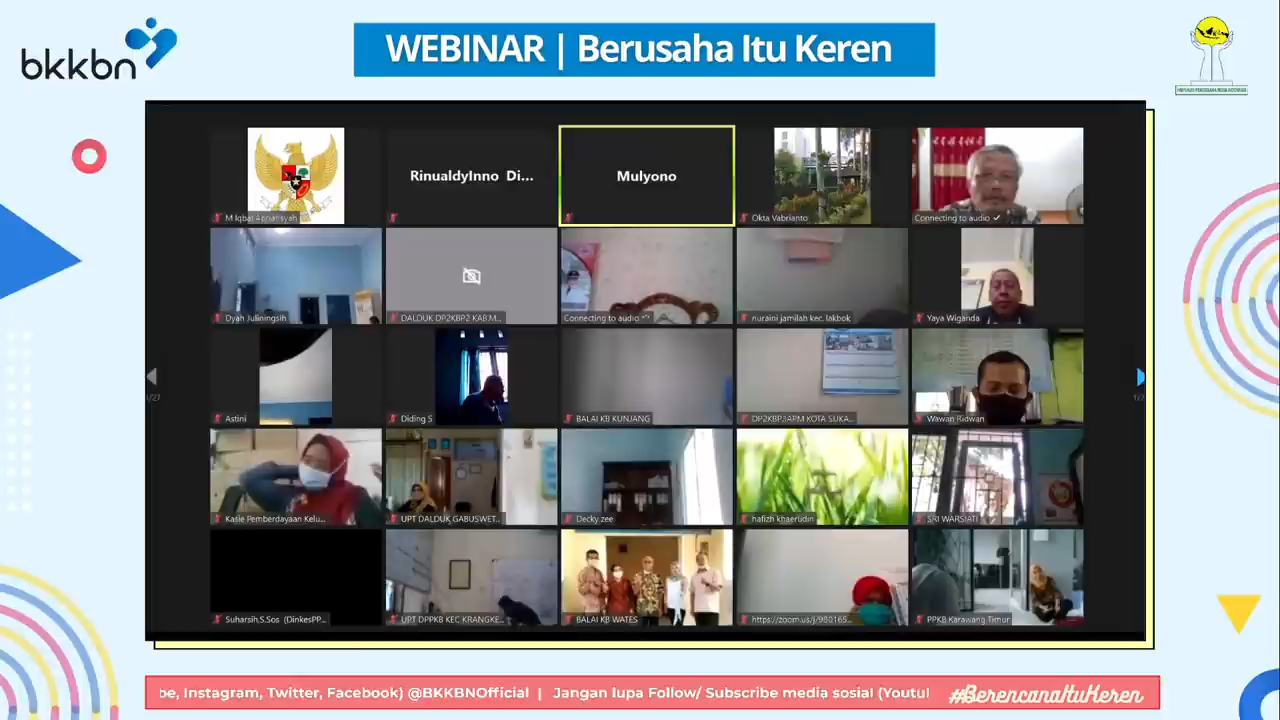 bkkbn
WEBINAR | Berusaha Itu Keren
M Iqbal Apriansyah
RinualdyInno Di...
Mulyono
Okta Vabrianto
Connecting to audio
Dyah Juliningsih
DALDUK DP2KBP2 KAB.M...
Connecting to audio
nuraini jamilah kec. lakbok
Yaya Wiganda
Astini
Diding S
BALAI KB KUNJANG
DP2KBP3APM KOTA SUKA...
Wawan Ridwan
Kasie Pemberdayaan Kelu...
UPT DALDUK GABUSWET...
Decky.zee
hafizh khaerudin
SRI WARSIATI
Suharsih,S.Sos (DinkesPP...
UPT DPPKB KEC KRANGKE...
BALAI KB WATES
https://zoom.us/j/980165...
PPKB Karawang Timur
be, Instagram, Twitter, Facebook) @BKKBNOfficial | Jangan lupa Follow/ Subscribe media sosial (Youtu
#BerencanaItuKeren